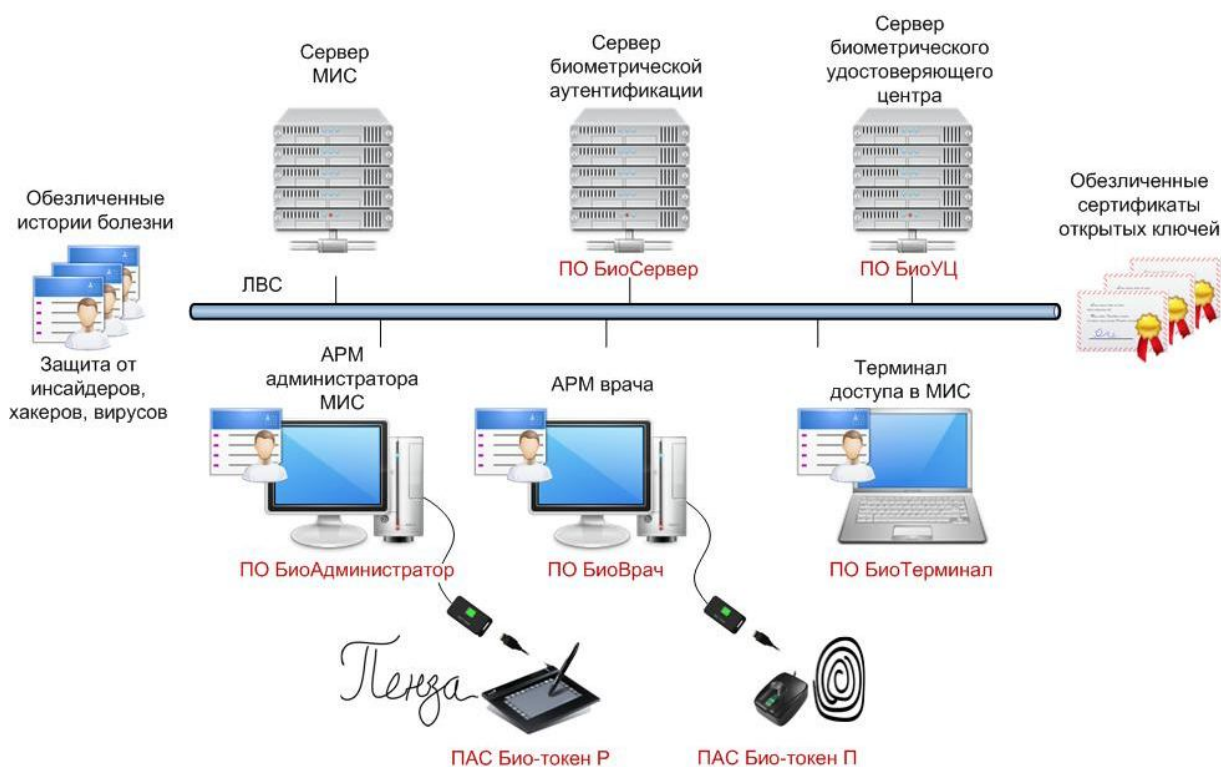 Сервер
МИС
Сервер
биометрической
аутентификации
Сервер
биометрического
удостоверяющего
центра
Обезличенные
истории болезни
Обезличенные
сертификаты
открытых ключей
ПО БиоСервер
ПО БиоУЦ
ЛВС
Защита от
инсайдеров,
хакеров, вирусов
АРМ
администратора
МИС
АРМ врача
Терминал
доступа в МИС
ПО БиоАдминистратор
ПО БиоВрач
ПО БиоТерминал
Пенза
ПАС Био-токен Р
ПАС Био-токен П